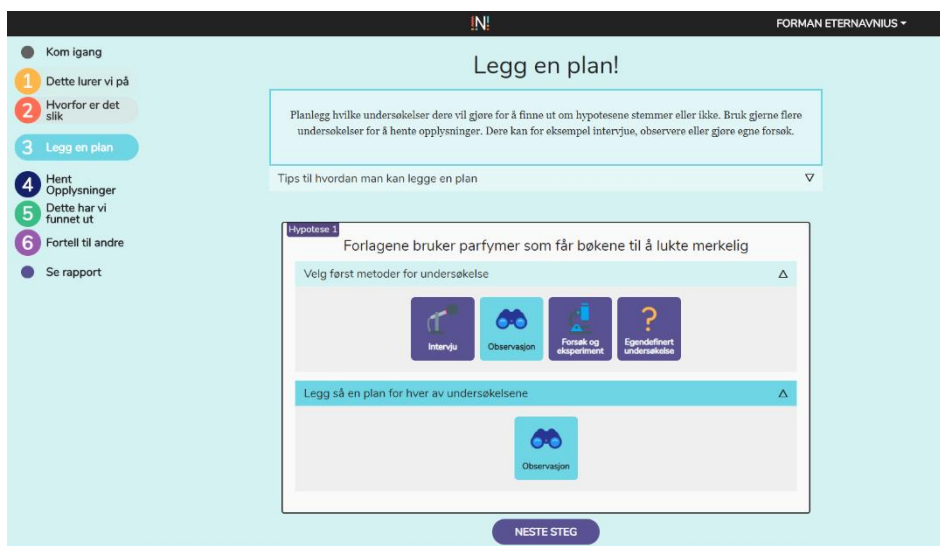 !N!
FORMAN ETERNAVNIUS
Kom igang
1 Dette lurer vi på
2 Hvorfor er det
slik
3 Legg en plan
4 Hent
Opplysninger
5 Dette har vi
funnet ut
6 Fortell til andre
Se rapport
Legg en plan!
Planlegg hvilke undersøkelser dere vil gjøre for å finne ut om hypotesene stemmer eller ikke. Bruk gjerne flere
undersøkelser for å hente opplysninger. Dere kan for eksempel intervjue, observere eller gjøre egne forsøk.
Tips til hvordan man kan legge en plan
Hypotese 1
Forlagene bruker parfymer som får bøkene til å lukte merkelig
Velg først metoder for undersøkelse
Intervju
Observasjon
Forsøk og
eksperiment
Egendefinert
undersøkelse
Legg så en plan for hver av undersøkelsene
Observasjon
NESTE STEG